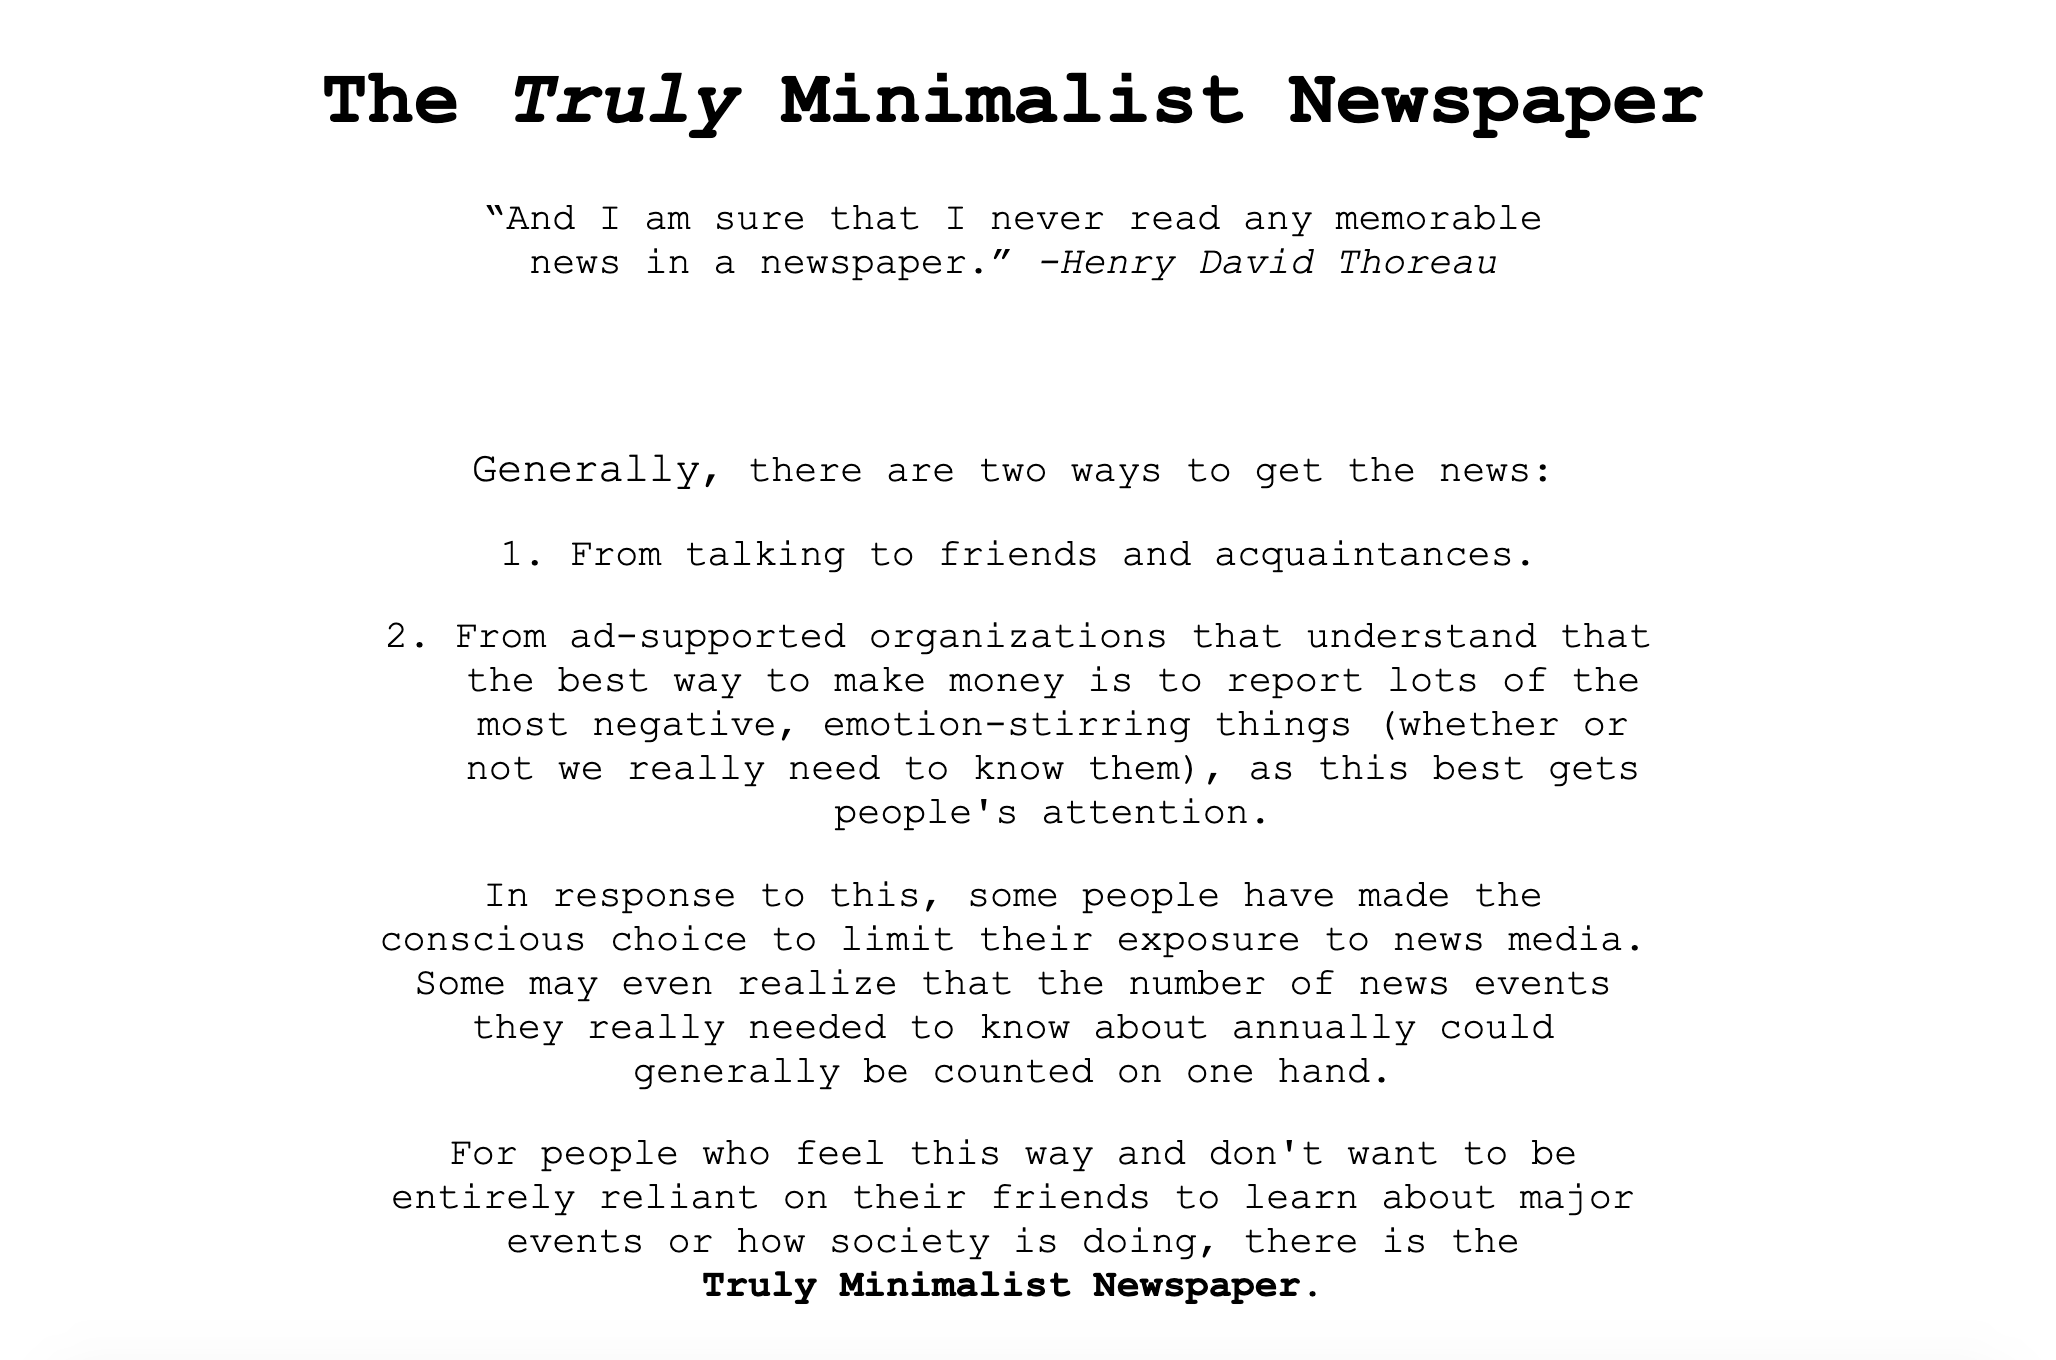 The Truly Minimalist Newspaper
“And I am sure that I never read any memorable
news in a newspaper.” -Henry David Thoreau
Generally, there are two ways to get the news:
1. From talking to friends and acquaintances.
2. From ad-supported organizations that understand that
the best way to make money is to report lots of the
most negative, emotion-stirring things (whether or
not we really need to know them), as this best gets
people's attention.
In response to this, some people have made the
conscious choice to limit their exposure to news media.
Some may even realize that the number of news events
they really needed to know about annually could
generally be counted on one hand.
For people who feel this way and don't want to be
entirely reliant on their friends to learn about major
events or how society is doing, there is the
Truly Minimalist Newspaper.